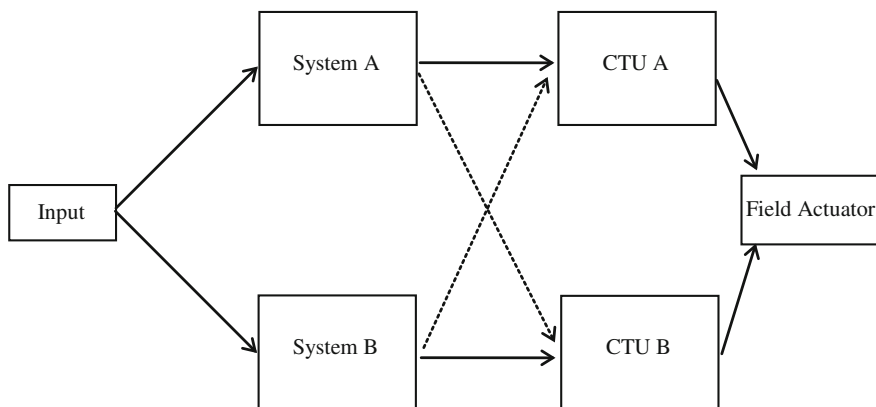 System A
CTU A
Input
Field Actuator
System B
CTU B